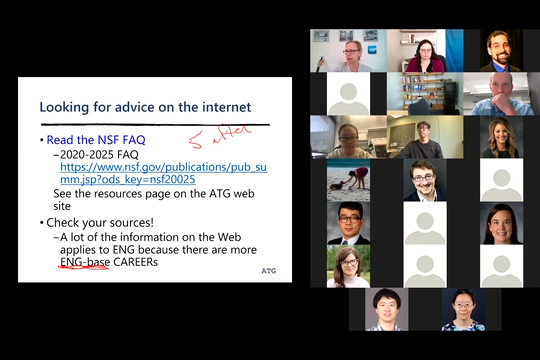 Looking for advice on the internet
• Read the NSF FAQ
–2020-2025 FAQ
https://www.nsf.gov/publications/pub_su
mm.jsp?ods_key=nsf20025
See the resources page on the ATG web
site
• Check your sources!
–A lot of the information on the Web
applies to ENG because there are more
ENG-base CAREERs
ATG